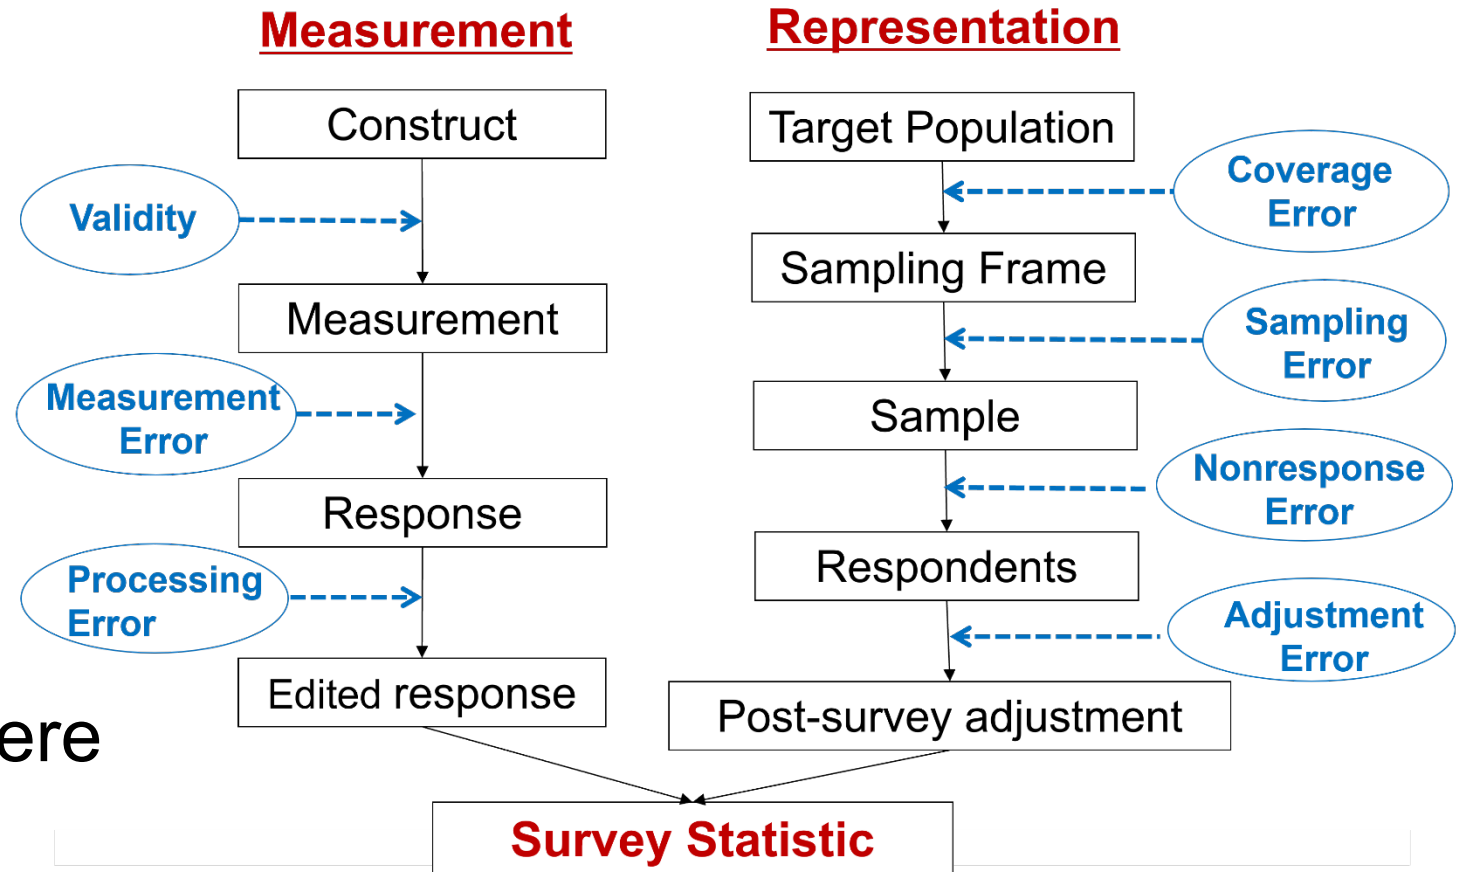 Measurement
Representation
Construct
Target Population
Validity
Coverage
Error
Measurement
Sampling Frame
Measurement
Error
Sampling
Error
Response
Sample
Processing
Error
Nonresponse
Error
Edited response
Respondents
Adjustment
Error
Post-survey adjustment
ere
Survey Statistic